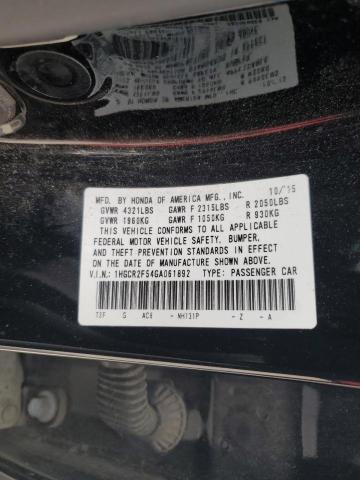 MFD. BY HONDA OF AMERICA MFG., INC. 10/15
GVWR 4321LBS GAWR F 2315LBS R 2050LBS
GVWR 1960KG GAWR F 1050KG R 930KG
THIS VEHICLE CONFORMS TO ALL APPLICABLE
FEDERAL MOTOR VEHICLE SAFETY, BUMPER,
AND THEFT PREVENTION STANDARDS IN EFFECT
ON THE DATE OF MANUFACTURE SHOWN ABOVE.
V.I.N.: 1HGCR2F54GA061892 TYPE: PASSENGER CAR
T3F G AC8 - NH731P - Z - A